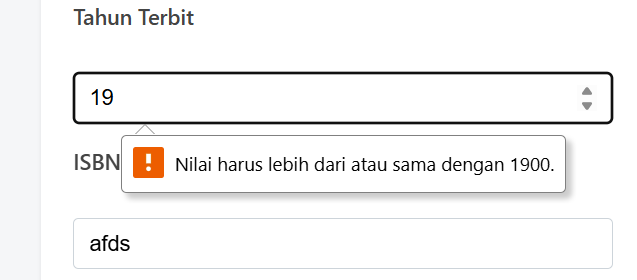 Tahun Terbit
19
Nilai harus lebih dari atau sama dengan 1900.
ISBN
afds